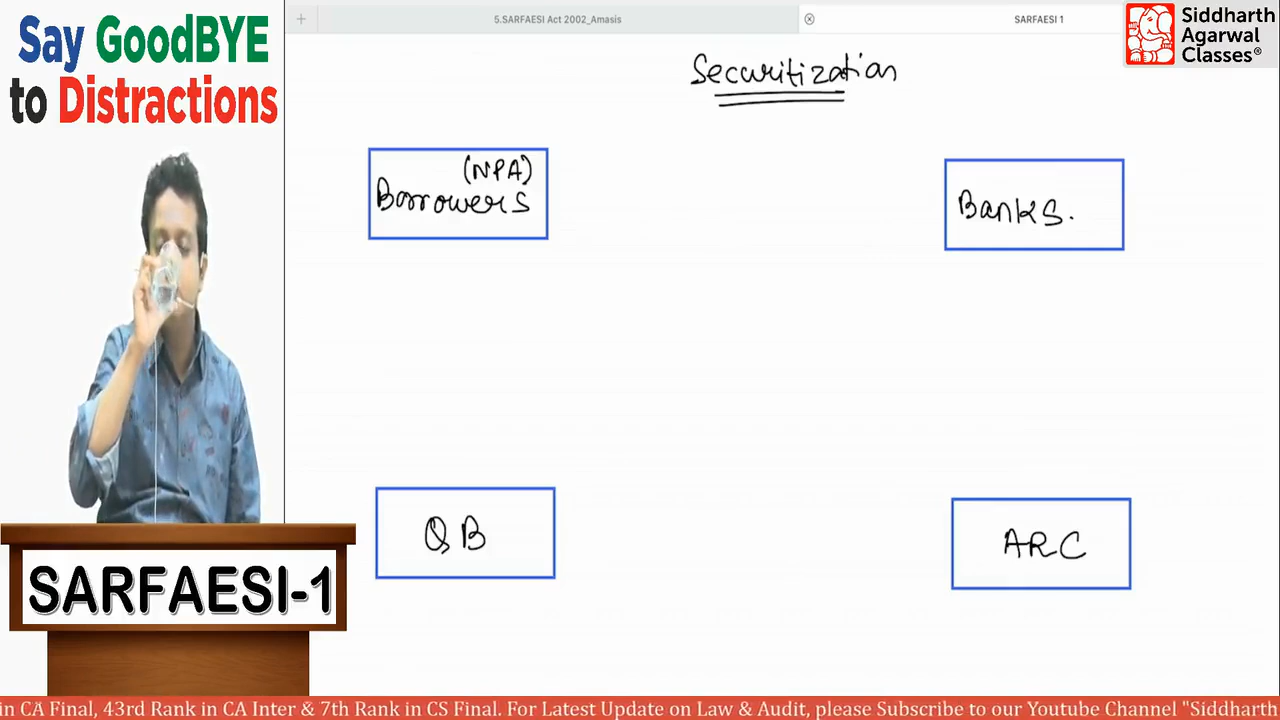 Say GoodBYE
to Distractions
5.SARFAESI Act 2002_Amasis
SARFAESI 1
Siddharth
Agarwal
Classes®
Securitization
(NPA)
Borrowers
Banks.
QB
ARC
SARFAESI-1
in CA Final, 43rd Rank in CA Inter & 7th Rank in CS Final. For Latest Update on Law & Audit, please Subscribe to our Youtube Channel "Siddharth